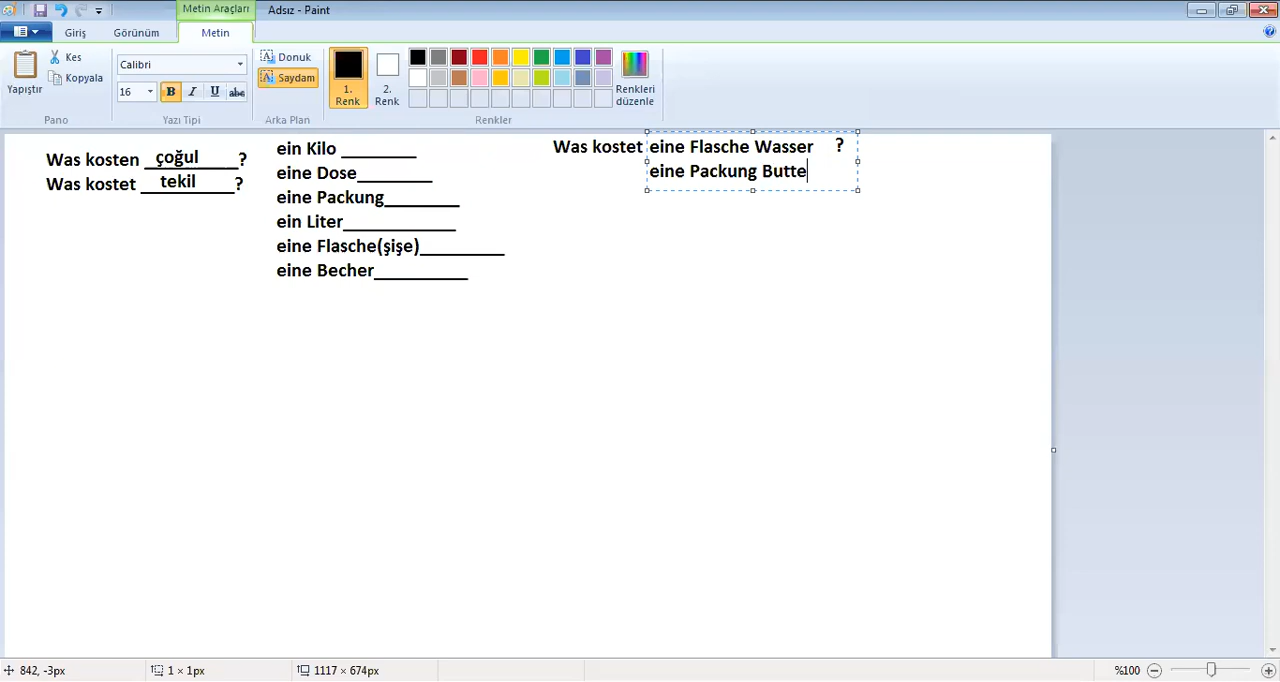 Metin Araçları
Adsız - Paint
Giriş
Görünüm
Metin
Yapıştır
Kes
Kopyala
Pano
Calibri
16
B I U abc
Yazı Tipi
Donuk
Saydam
Arka Plan
1. Renk
2. Renk
Renkleri düzenle
Renkler
Was kosten çoğul?
Was kostet tekil?
ein Kilo ________
eine Dose________
eine Packung________
ein Liter____________
eine Flasche(şişe)_________
eine Becher__________
Was kostet eine Flasche Wasser ?
eine Packung Butte
842, -3px
1 × 1px
1117 × 674px
%100